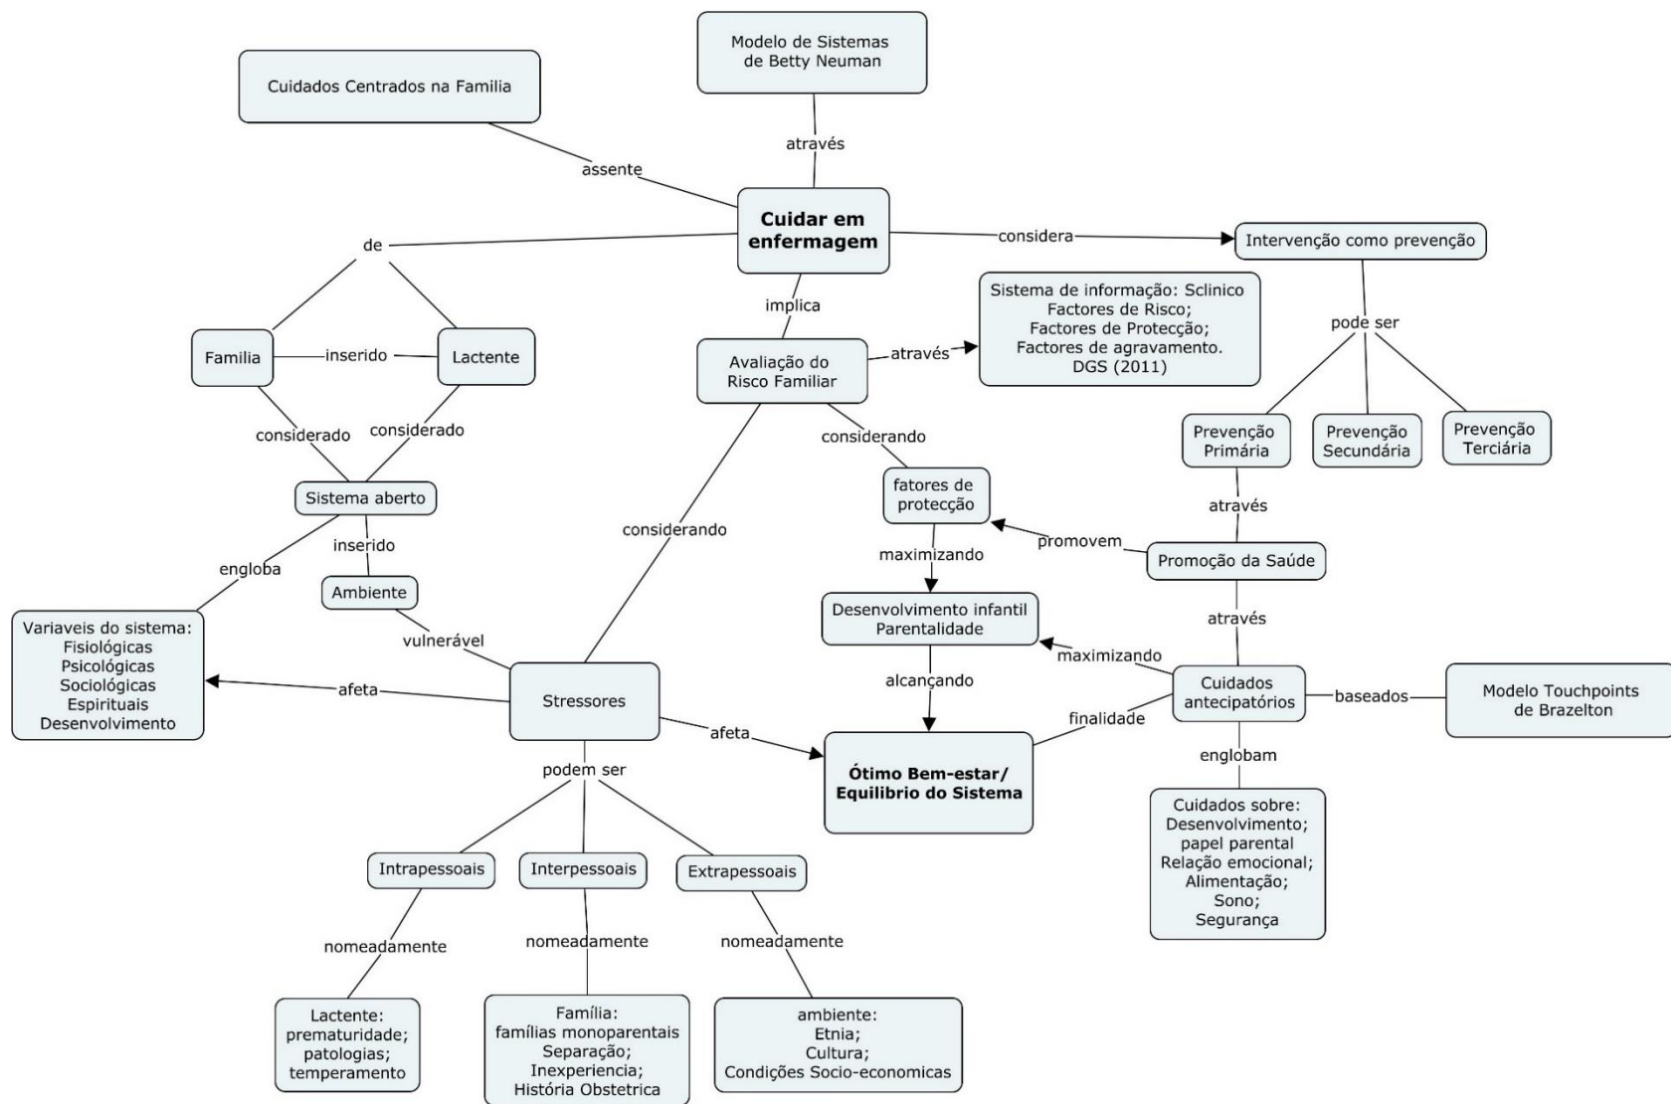 Modelo de Sistemas
de Betty Neuman
Cuidados Centrados na Familia
através
assente
Cuidar em
enfermagem
de
considera
Intervenção como prevenção
implica
Sistema de informação: Sclinico
Factores de Risco;
Factores de Protecção;
Factores de agravamento.
DGS (2011)
pode ser
Familia
inserido
Lactente
Avaliação do
Risco Familiar
através
considerado
considerado
considerando
Prevenção
Primária
Prevenção
Secundária
Prevenção
Terciária
Sistema aberto
fatores de
protecção
através
considerando
inserido
engloba
maximizando
promovem
Promoção da Saúde
Ambiente
Variaveis do sistema:
Fisiológicas
Psicológicas
Sociológicas
Espirituais
Desenvolvimento
vulnerável
Desenvolvimento infantil
Parentalidade
através
maximizando
afeta
Stressores
alcançando
Cuidados
antecipatórios
baseados
Modelo Touchpoints
de Brazelton
finalidade
afeta
englobam
podem ser
Ótimo Bem-estar/
Equilibrio do Sistema
Cuidados sobre:
Desenvolvimento;
papel parental
Relação emocional;
Alimentação;
Sono;
Segurança
Intrapessoais
Interpessoais
Extrapessoais
nomeadamente
nomeadamente
nomeadamente
Lactente:
prematuridade;
patologias;
temperamento
Família:
famílias monoparentais
Separação;
Inexperiencia;
História Obstetrica
ambiente:
Etnia;
Cultura;
Condições Socio-economicas